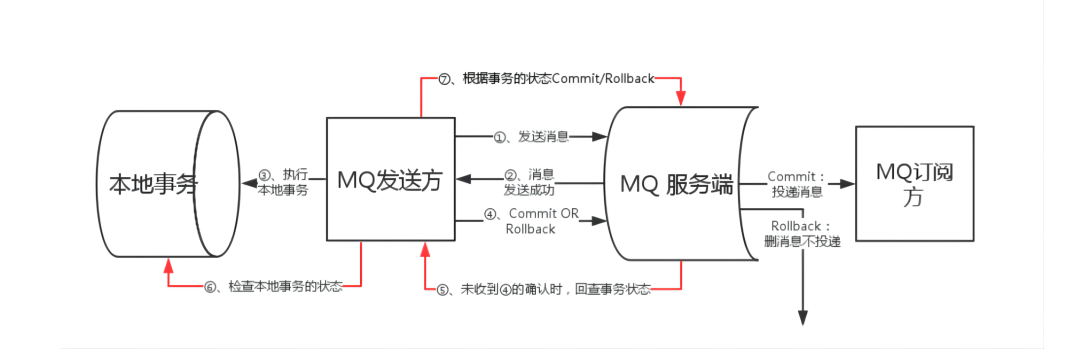 ⑦、根据事务的状态Commit/Rollback
本地事务
③、执行
本地事务
MQ发送方
①、发送消息
②、消息
发送成功
④、Commit OR
Rollback
MQ 服务端
Commit：
投递消息
Rollback：
删消息不投递
MQ订阅
方
⑥、检查本地事务的状态
⑤、未收到④的确认时，回查事务状态